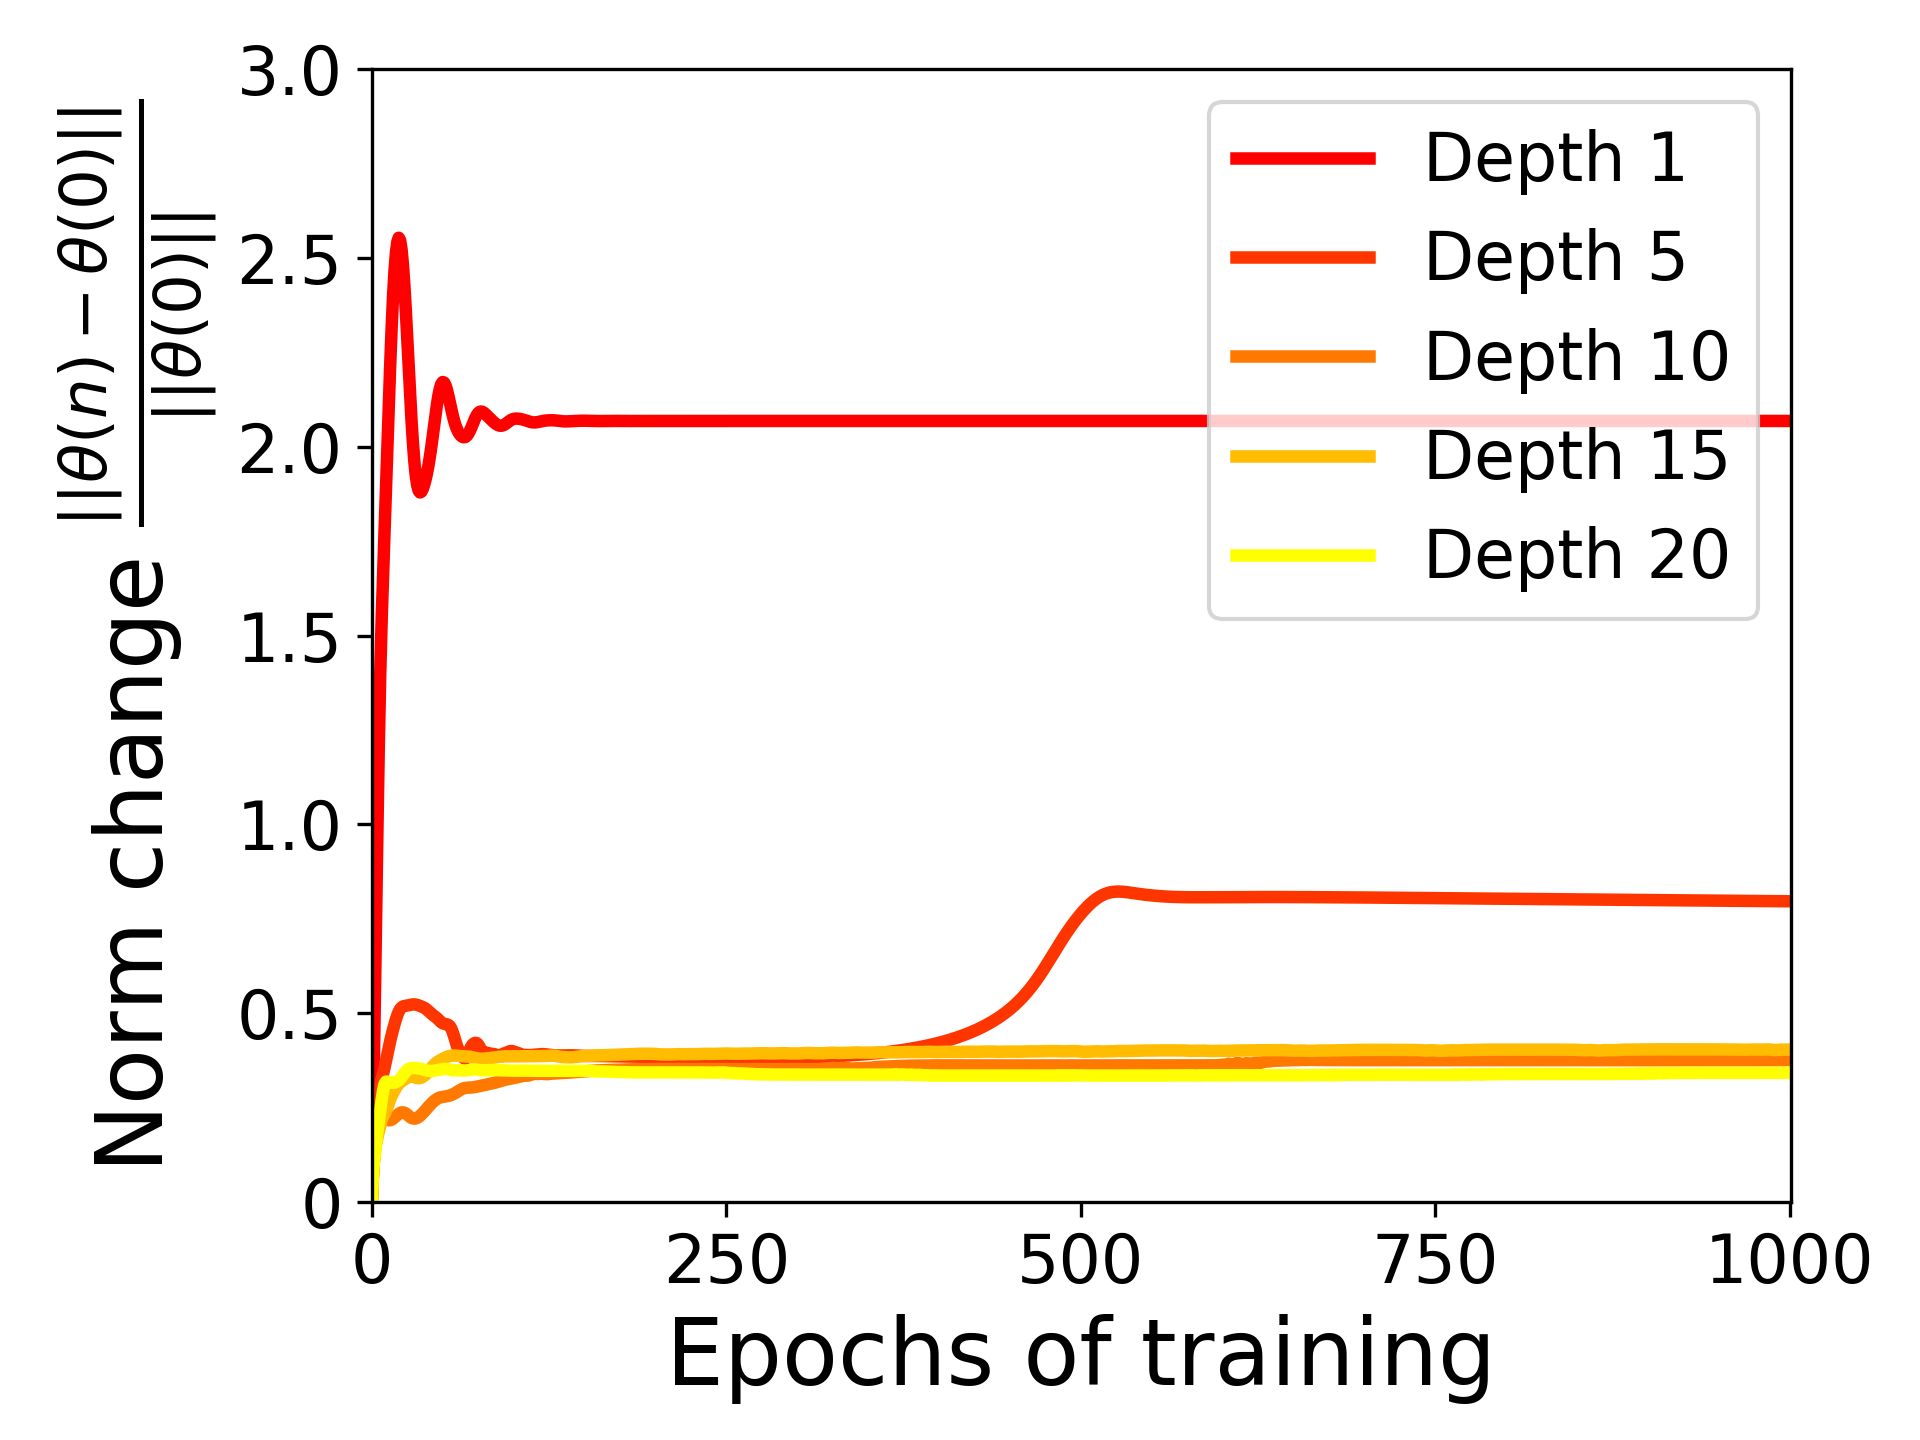 Norm change ||θ(n) − θ(0)||
||θ(0)||
3.0
2.5
2.0
1.5
1.0
0.5
0
0 250 500 750 1000
Epochs of training
Depth 1
Depth 5
Depth 10
Depth 15
Depth 20